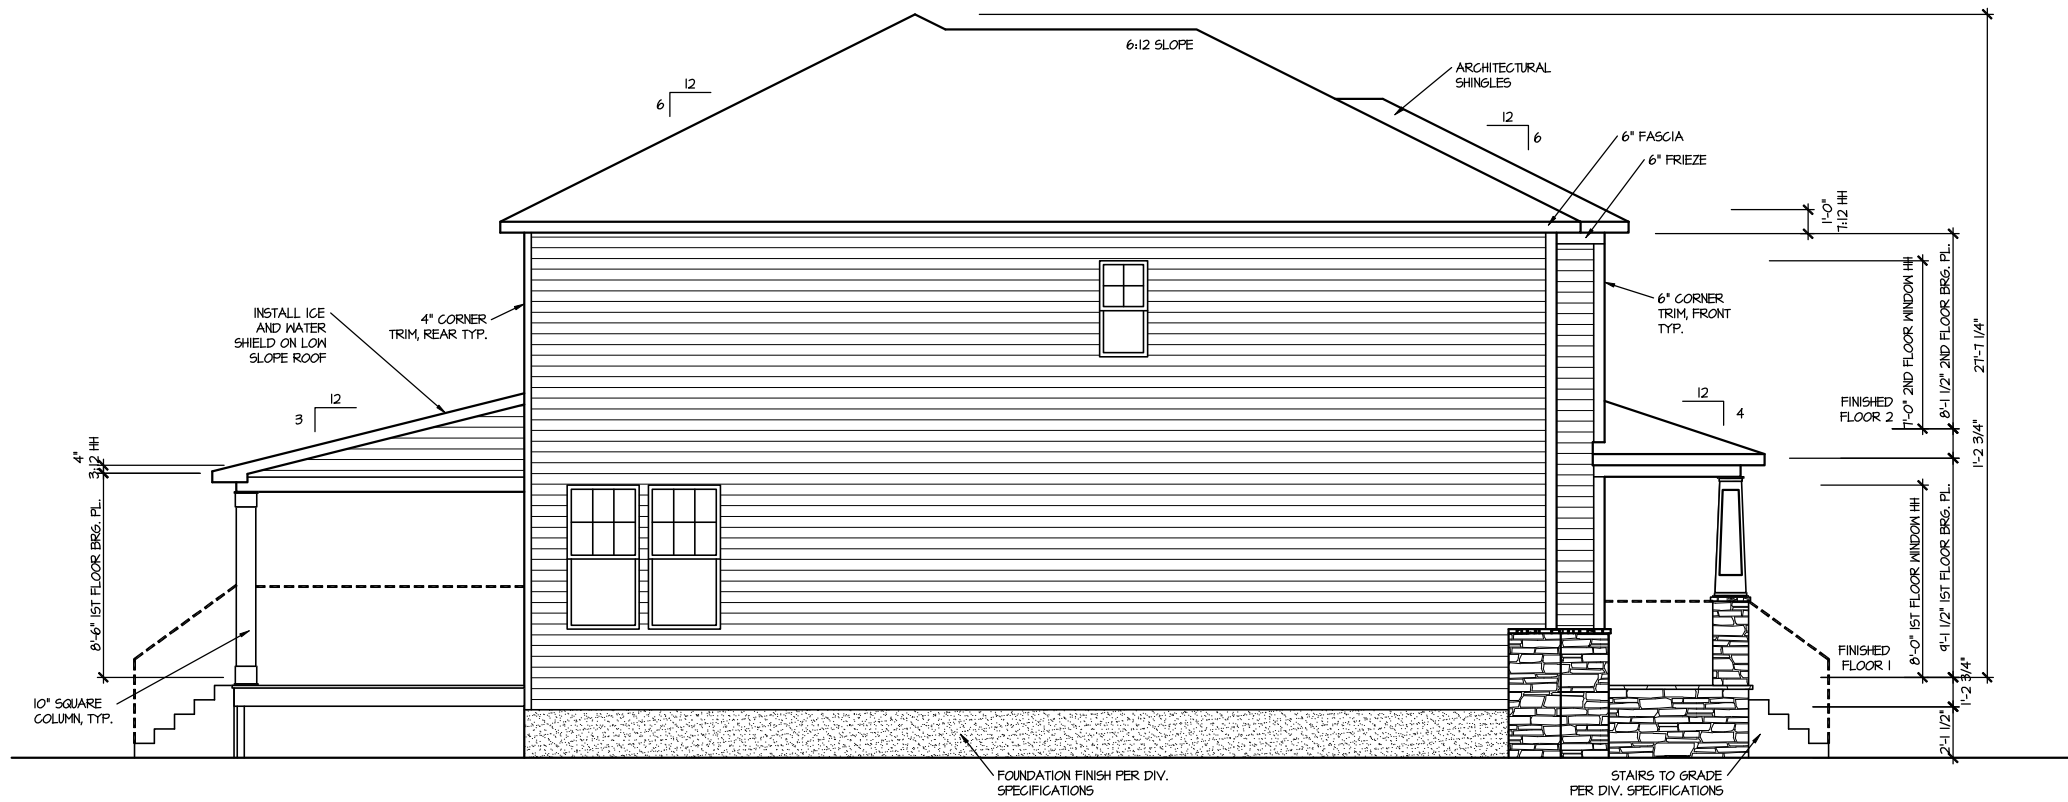 6:12 SLOPE
ARCHITECTURAL
SHINGLES
12
6
12
6
6" FASCIA
6" FRIEZE
1'-0"
7:12 HH
INSTALL ICE
AND WATER
SHIELD ON LOW
SLOPE ROOF
4" CORNER
TRIM, REAR TYP.
6" CORNER
TRIM, FRONT
TYP.
7'-0" 2ND FLOOR WINDOW HH
8'-1 1/2" 2ND FLOOR BRG. PL.
27'-7 1/4"
12
3
12
4
FINISHED
FLOOR 2
1'-2 3/4"
4"
3:12 HH
8'-6" 1ST FLOOR BRG. PL.
8'-0" 1ST FLOOR WINDOW HH
9'-1 1/2" 1ST FLOOR BRG. PL.
FINISHED
FLOOR 1
1'-2 3/4"
10" SQUARE
COLUMN, TYP.
2'-1 1/2"
FOUNDATION FINISH PER DIV.
SPECIFICATIONS
STAIRS TO GRADE
PER DIV. SPECIFICATIONS